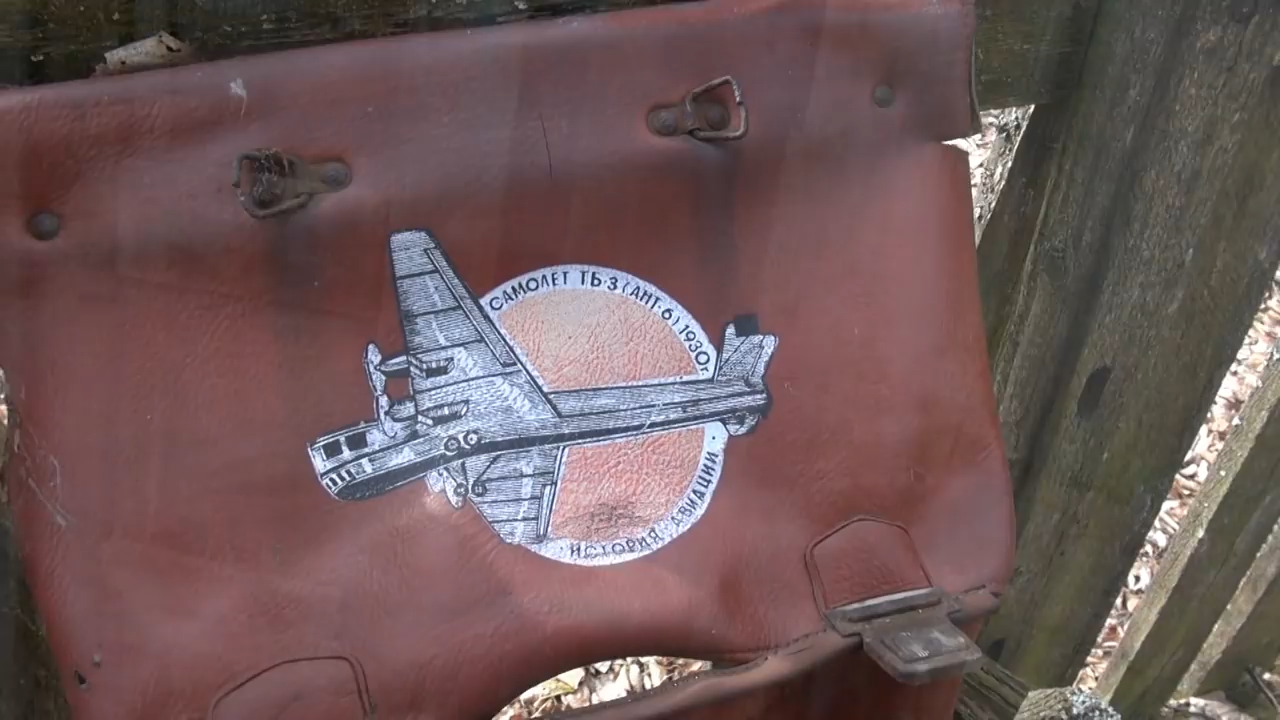 САМОЛЕТ ТБ-3 (АНТ-6) 1930г.
· ИСТОРИЯ АВИАЦИИ ·